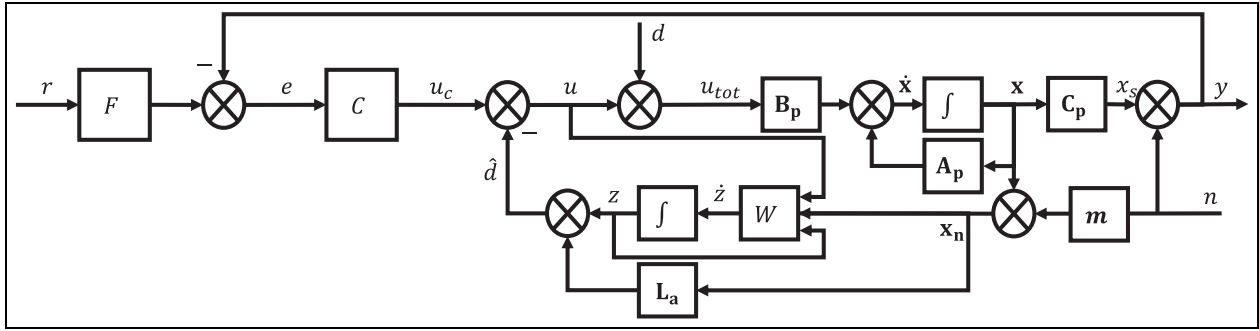 d
r F − e C u_c u − u_tot B_p ẋ ∫ x C_p x_s y
A_p
d̂ z ∫ ż W x_n m n
L_a